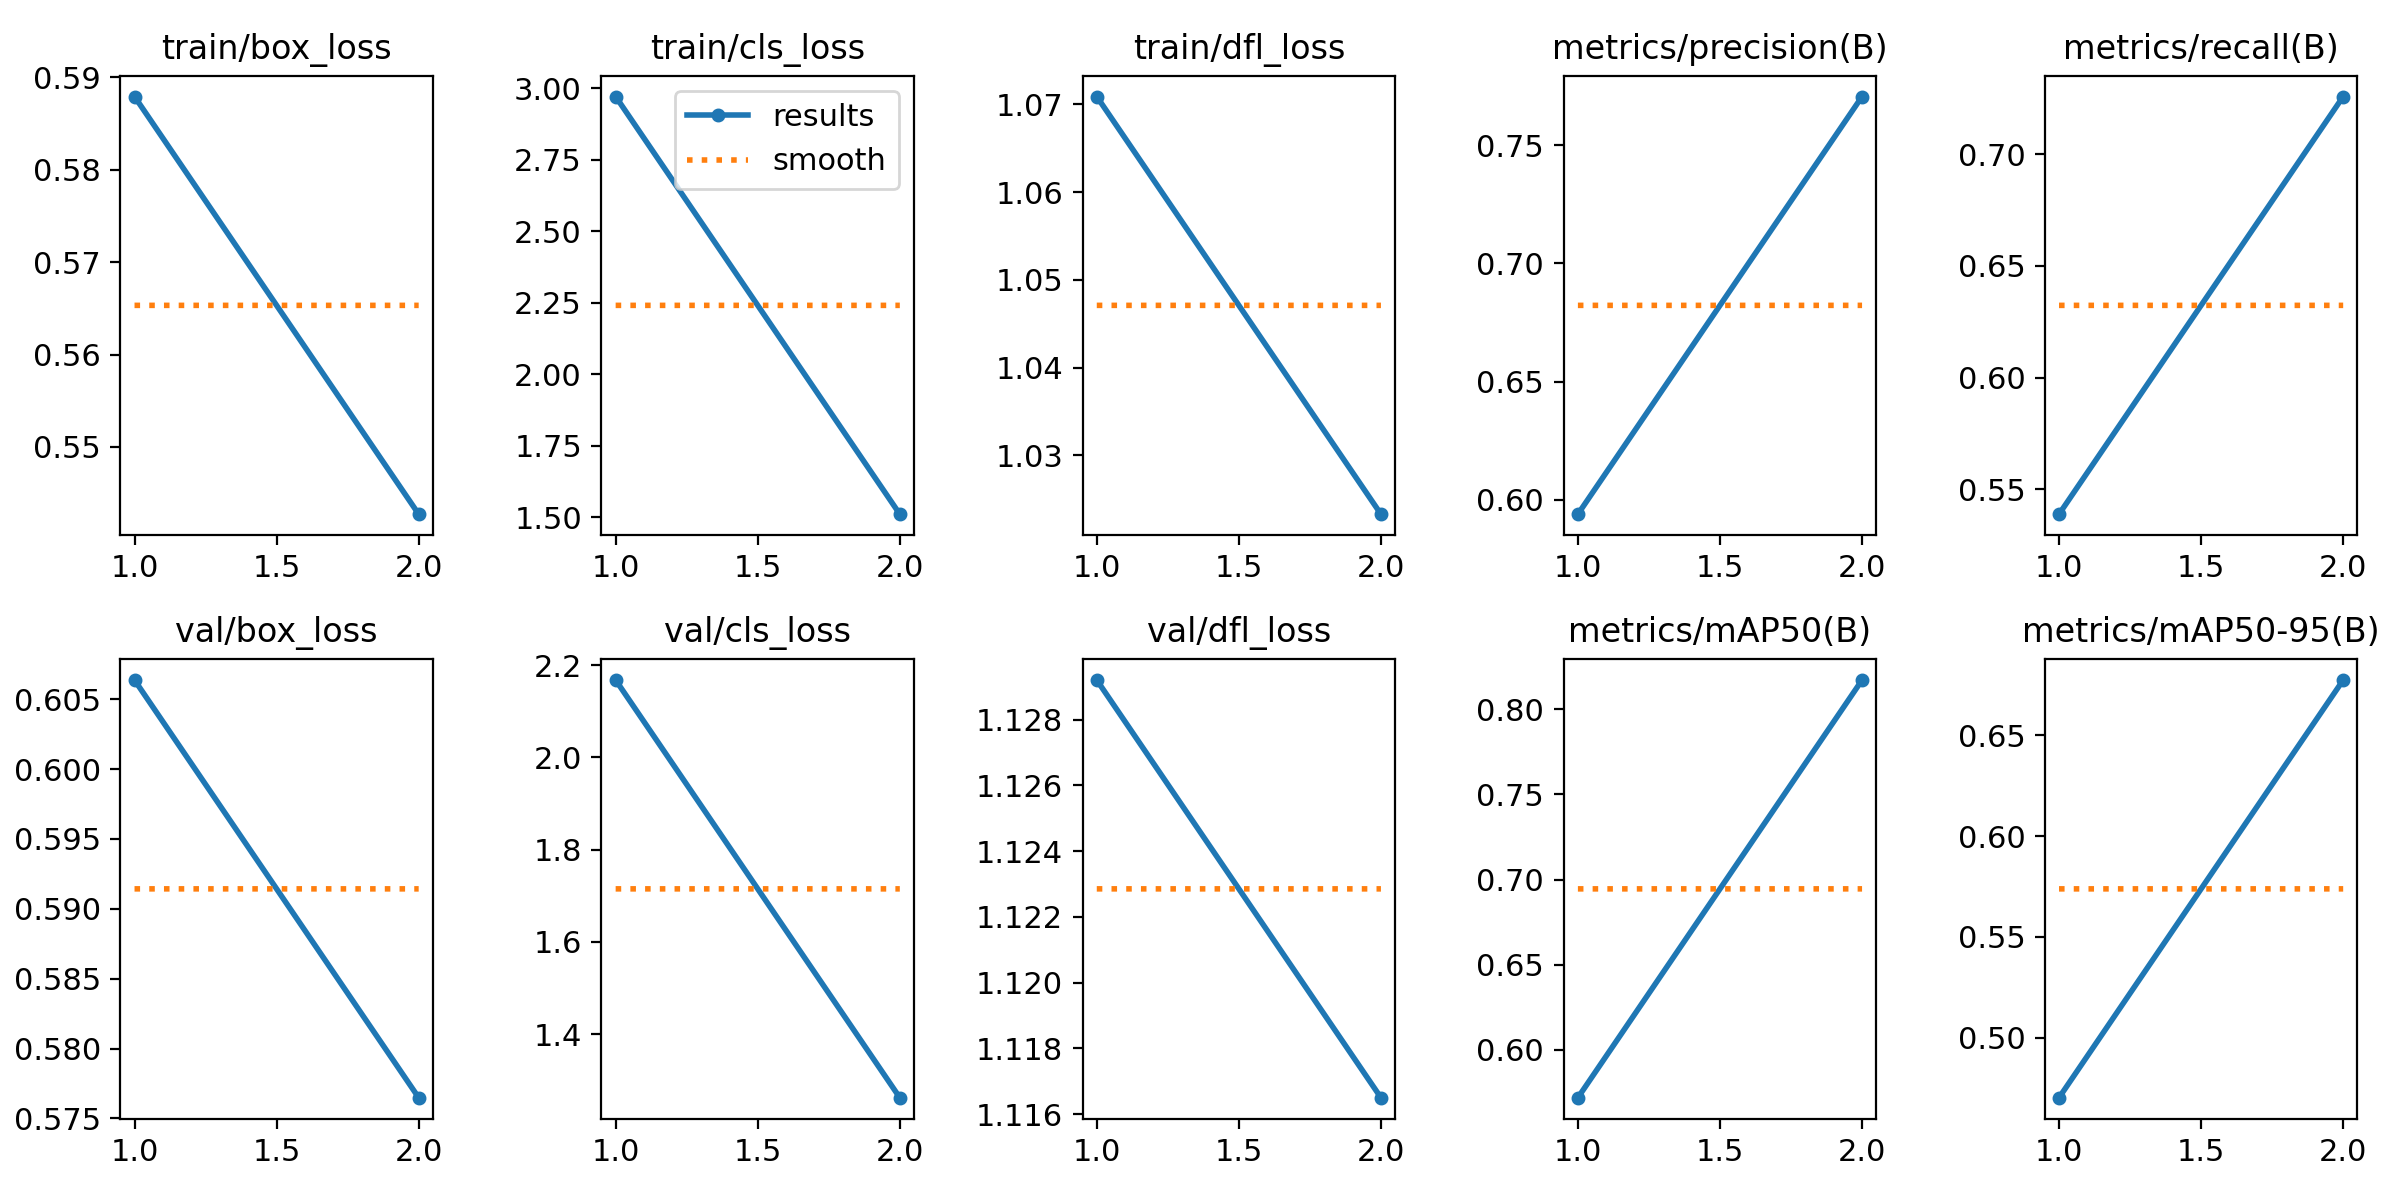 train/box_loss
0.59
0.58
0.57
0.56
0.55
1.0 1.5 2.0
train/cls_loss
3.00
2.75
2.50
2.25
2.00
1.75
1.50
results
smooth
1.0 1.5 2.0
train/dfl_loss
1.07
1.06
1.05
1.04
1.03
1.0 1.5 2.0
metrics/precision(B)
0.75
0.70
0.65
0.60
1.0 1.5 2.0
metrics/recall(B)
0.70
0.65
0.60
0.55
1.0 1.5 2.0
val/box_loss
0.605
0.600
0.595
0.590
0.585
0.580
0.575
1.0 1.5 2.0
val/cls_loss
2.2
2.0
1.8
1.6
1.4
1.0 1.5 2.0
val/dfl_loss
1.128
1.126
1.124
1.122
1.120
1.118
1.116
1.0 1.5 2.0
metrics/mAP50(B)
0.80
0.75
0.70
0.65
0.60
1.0 1.5 2.0
metrics/mAP50-95(B)
0.65
0.60
0.55
0.50
1.0 1.5 2.0